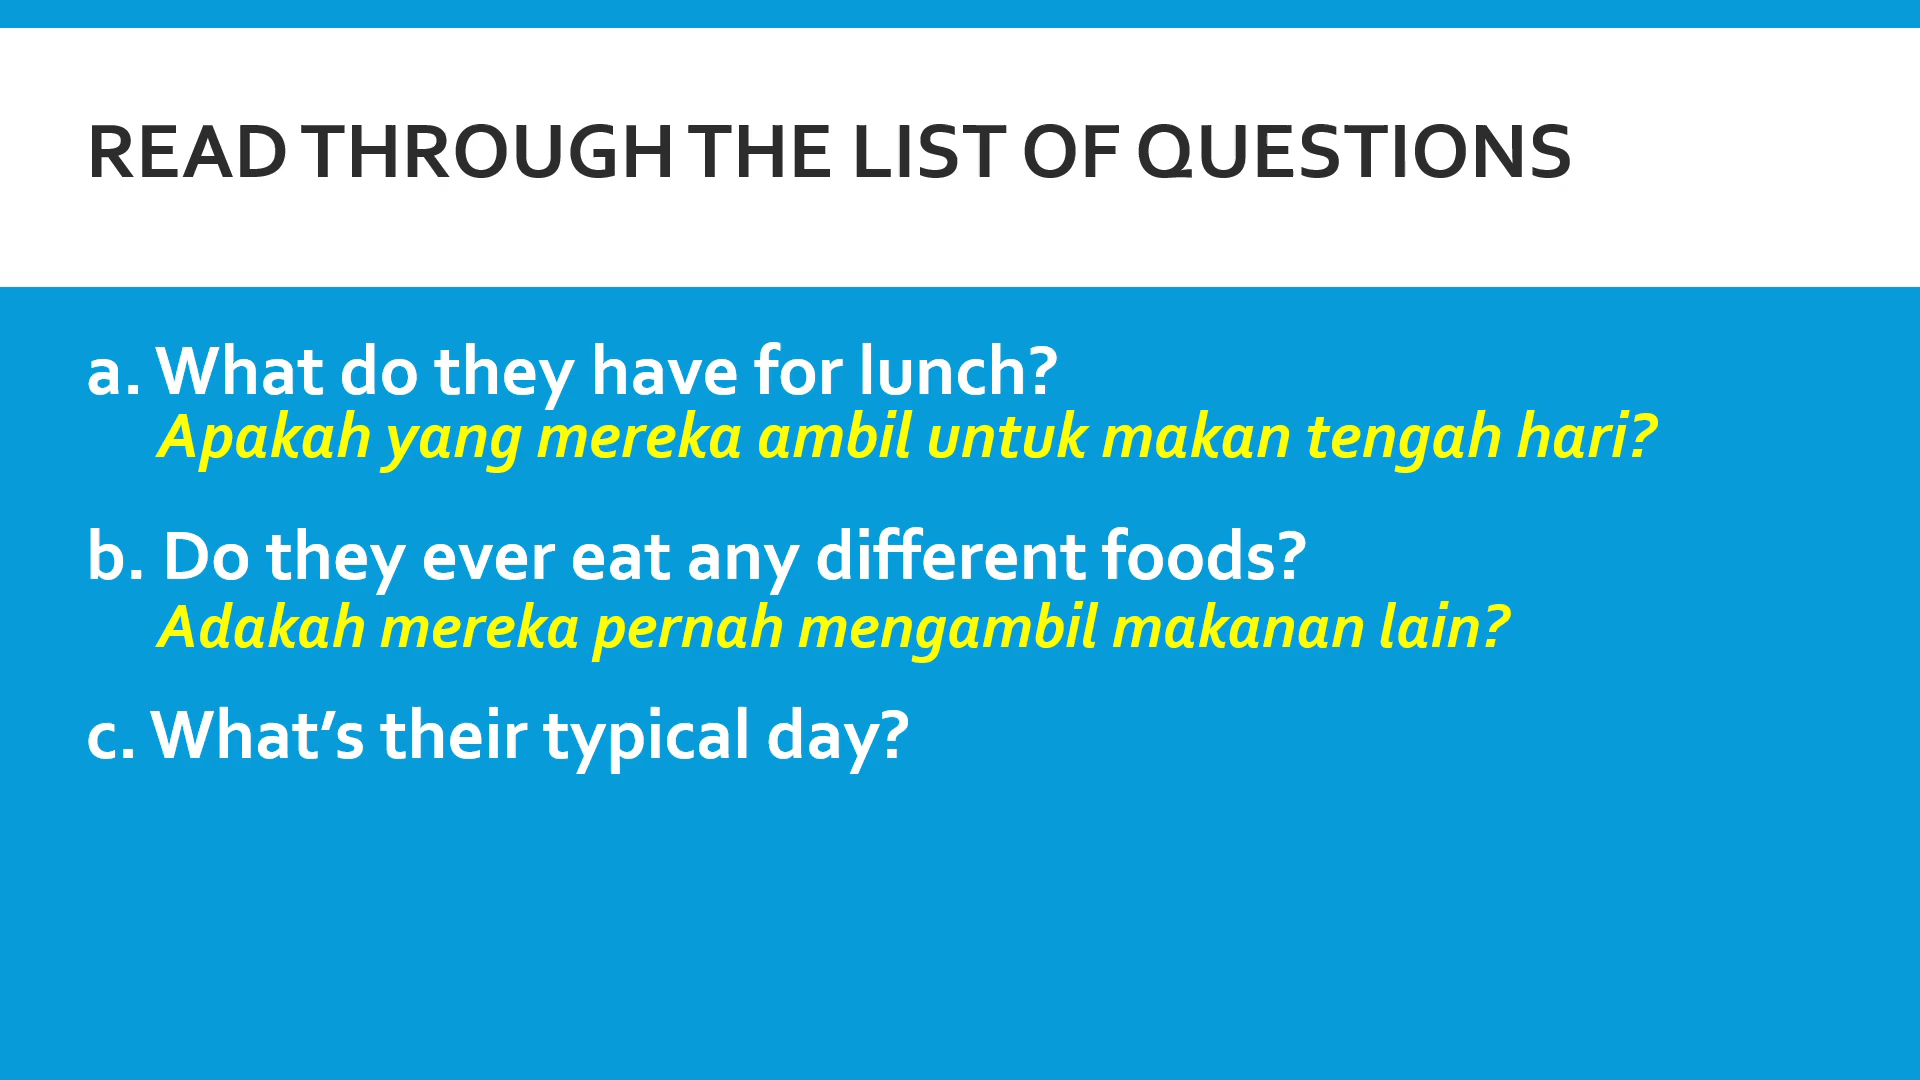 READ THROUGH THE LIST OF QUESTIONS
a. What do they have for lunch?
Apakah yang mereka ambil untuk makan tengah hari?
b. Do they ever eat any different foods?
Adakah mereka pernah mengambil makanan lain?
c. What’s their typical day?